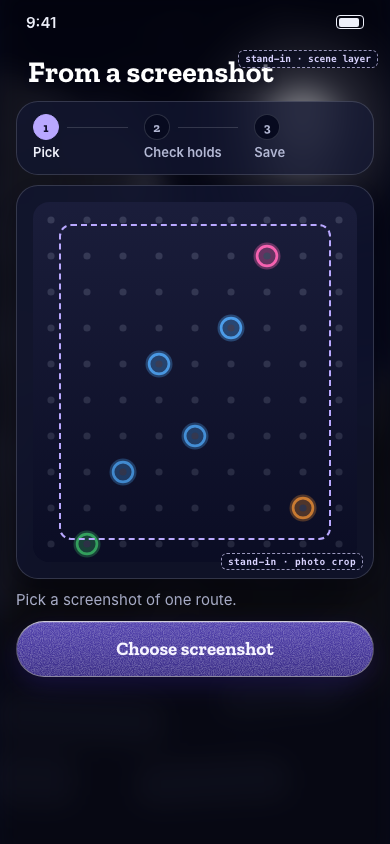 9:41
stand-in · scene layer
From a screenshot
1
2
3
Pick
Check holds
Save
stand-in · photo crop
Pick a screenshot of one route.
Choose screenshot